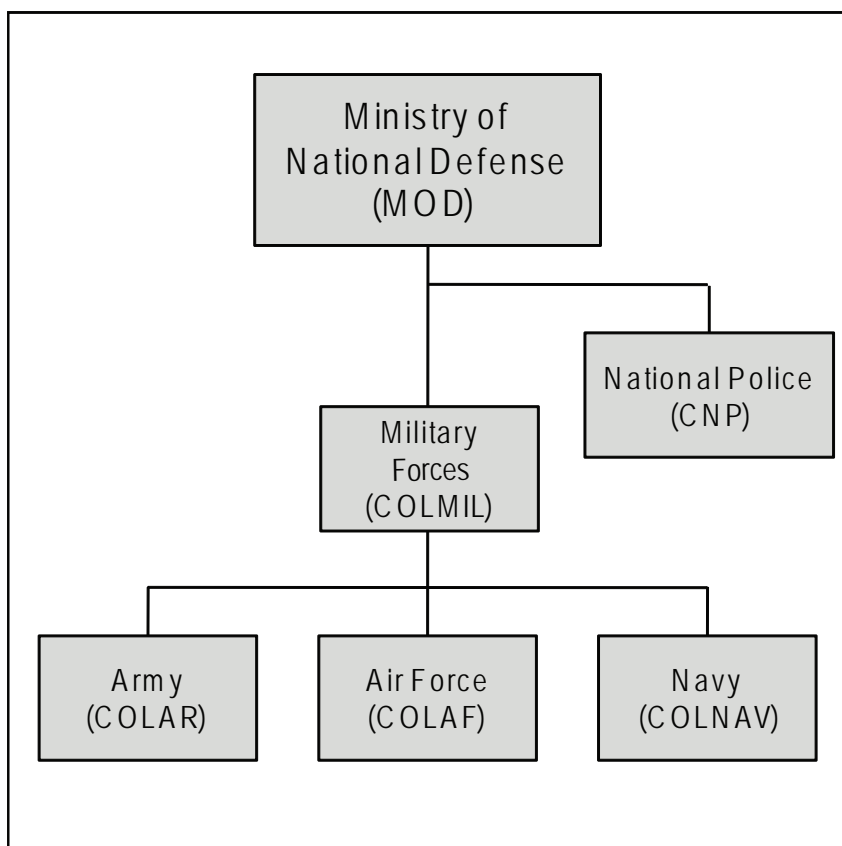 Ministry of
National Defense
(MOD)
National Police
(CNP)
Military
Forces
(COLMIL)
Army
(COLAR)
Air Force
(COLAF)
Navy
(COLNAV)